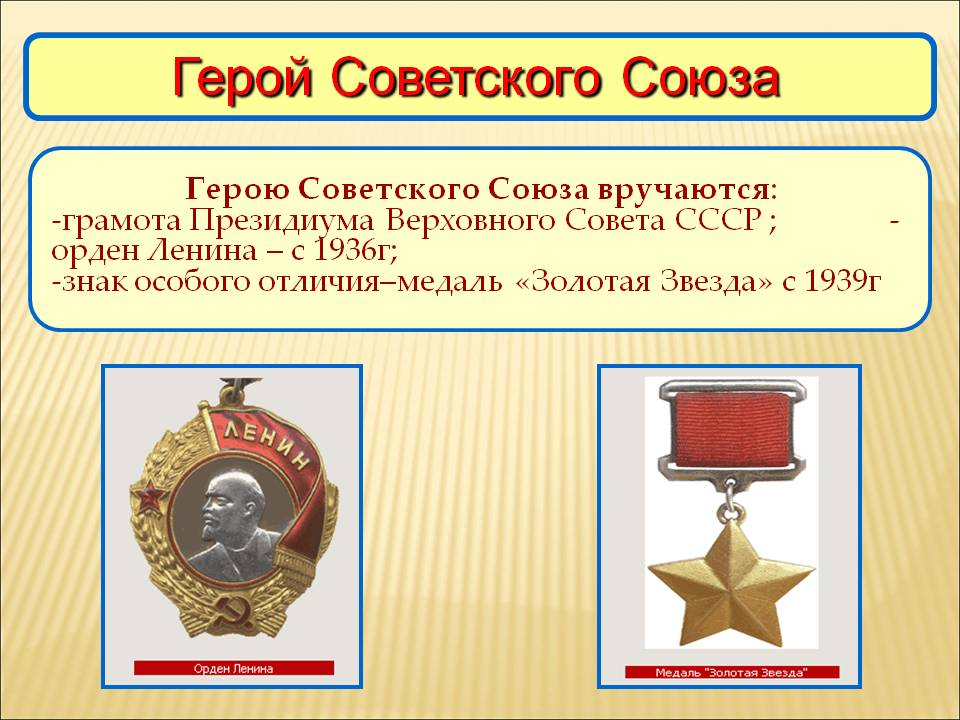 Герой Советского Союза
Герою Советского Союза вручаются:
-грамота Президиума Верховного Совета СССР ; -
орден Ленина – с 1936г;
-знак особого отличия–медаль «Золотая Звезда» с 1939г
ЛЕНИН
Орден Ленина
Медаль "Золотая Звезда"